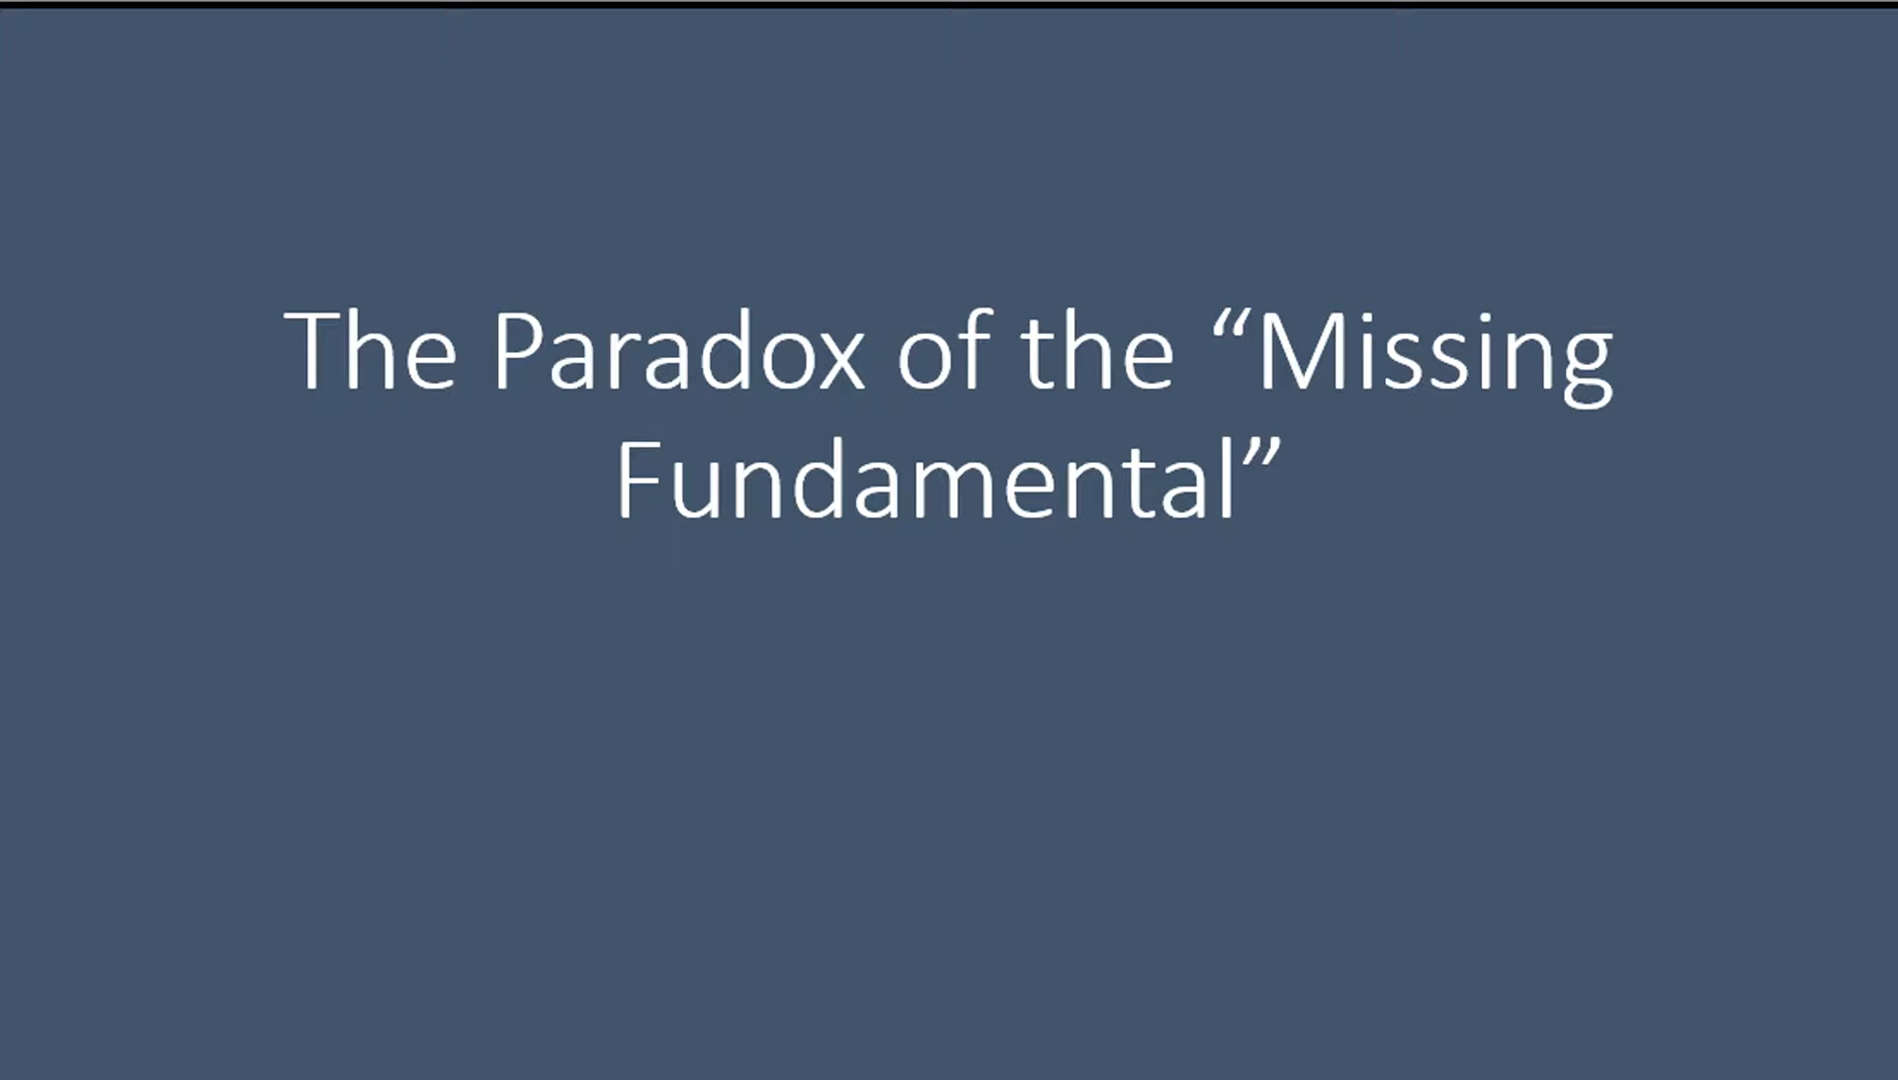 The Paradox of the “Missing
Fundamental”